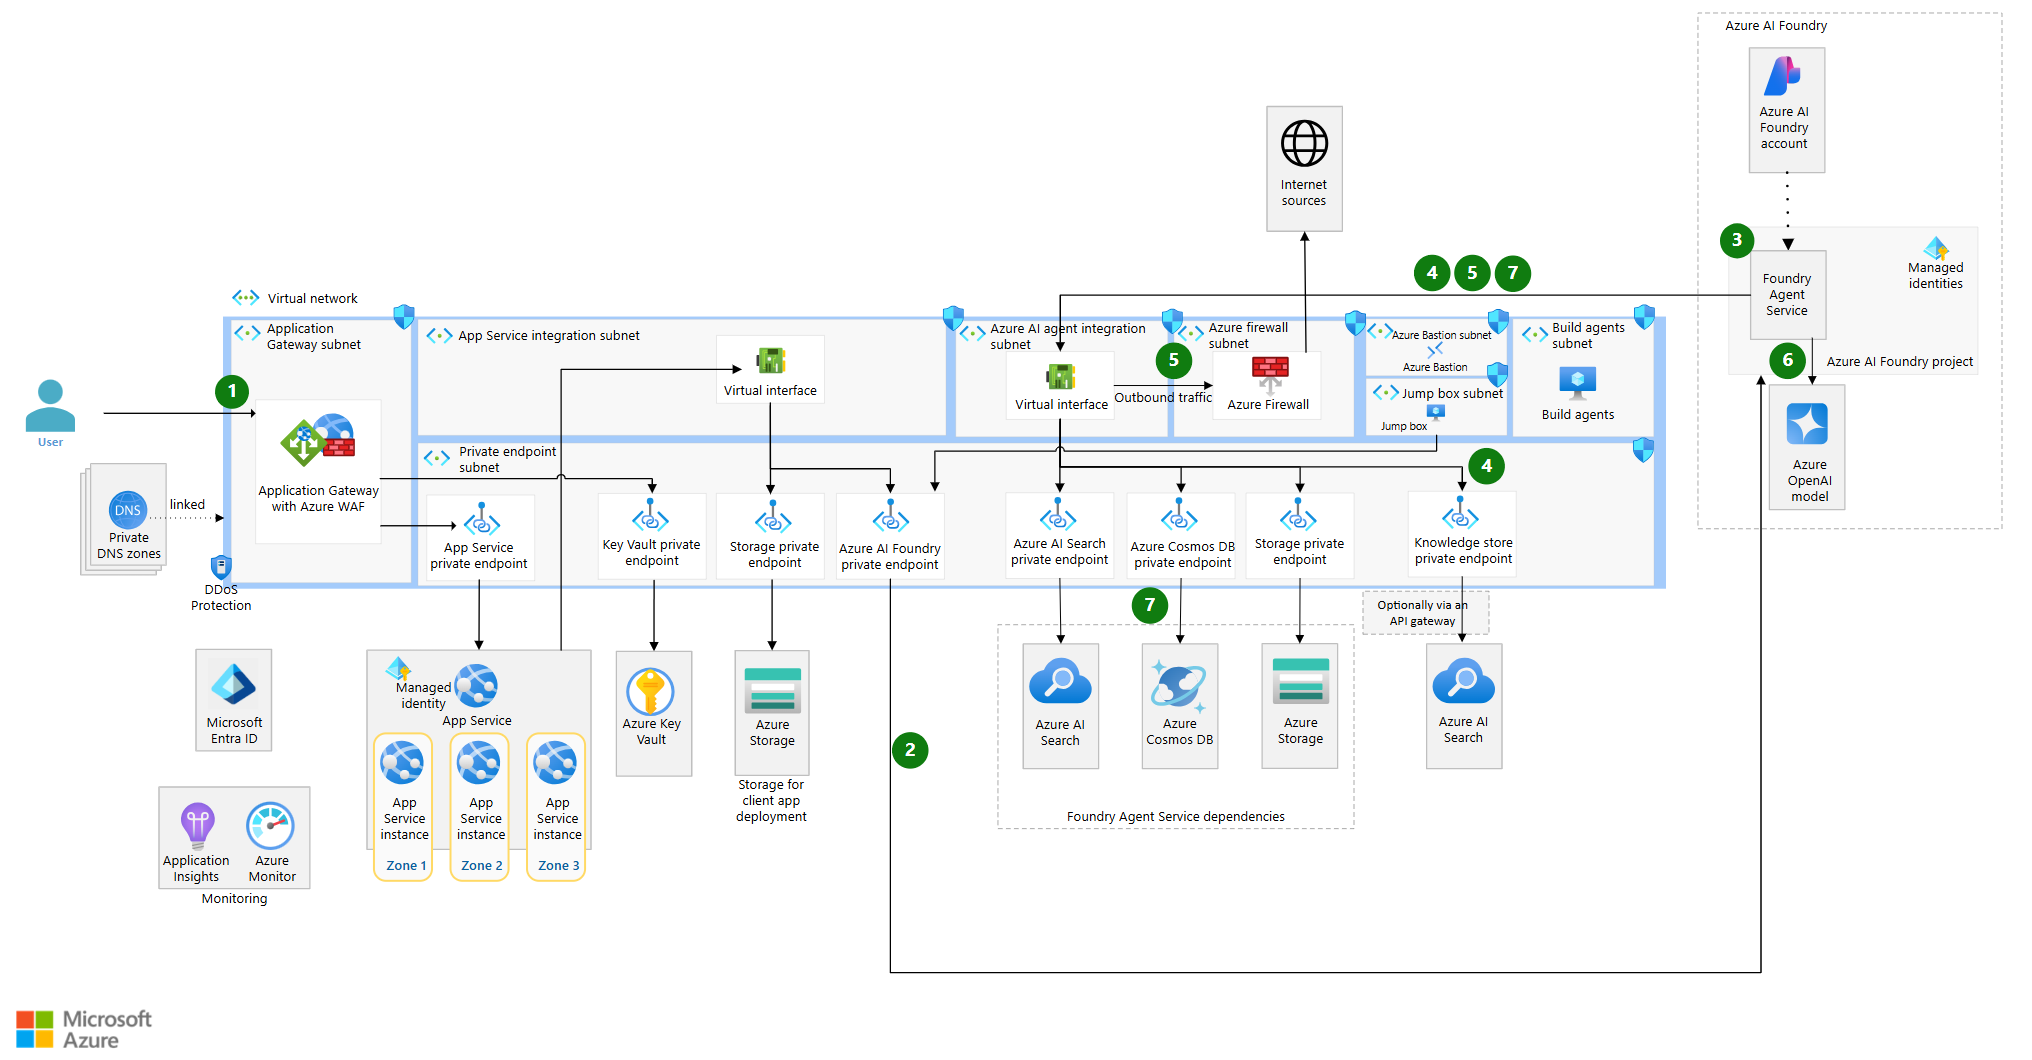 Azure AI Foundry
Azure AI
Foundry
account
Internet
sources
3
Managed
identities
Foundry
Agent
Service
4
5
7
Virtual network
Application
Gateway subnet
App Service integration subnet
Azure AI agent integration
subnet
Azure firewall
subnet
Azure Bastion subnet
Azure Bastion
Build agents
subnet
6
Azure AI Foundry project
1
Virtual interface
Virtual interface
5
Outbound traffic
Azure Firewall
Jump box subnet
Jump box
Build agents
User
Private endpoint
subnet
4
Azure
OpenAI
model
Application Gateway
with Azure WAF
linked
DNS
Private
DNS zones
App Service
private endpoint
Key Vault private
endpoint
Storage private
endpoint
Azure AI Foundry
private endpoint
Azure AI Search
private endpoint
Azure Cosmos DB
private endpoint
Storage private
endpoint
Knowledge store
private endpoint
DDoS
Protection
7
Optionally via an
API gateway
Microsoft
Entra ID
Managed
identity
App Service
Azure Key
Vault
Azure
Storage
Storage for
client app
deployment
2
Azure AI
Search
Azure
Cosmos DB
Azure
Storage
Azure AI
Search
Foundry Agent Service dependencies
App
Service
instance
Zone 1
App
Service
instance
Zone 2
App
Service
instance
Zone 3
Application
Insights
Azure
Monitor
Monitoring
Microsoft
Azure